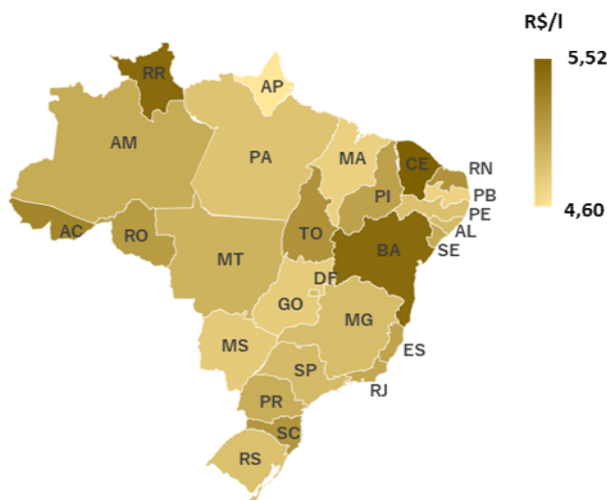 R$/l
5,52
4,60
RR
AP
AM
PA
MA
CE
RN
PI
PB
PE
AL
SE
AC
RO
TO
BA
MT
DF
GO
MG
MS
ES
SP
RJ
PR
SC
RS